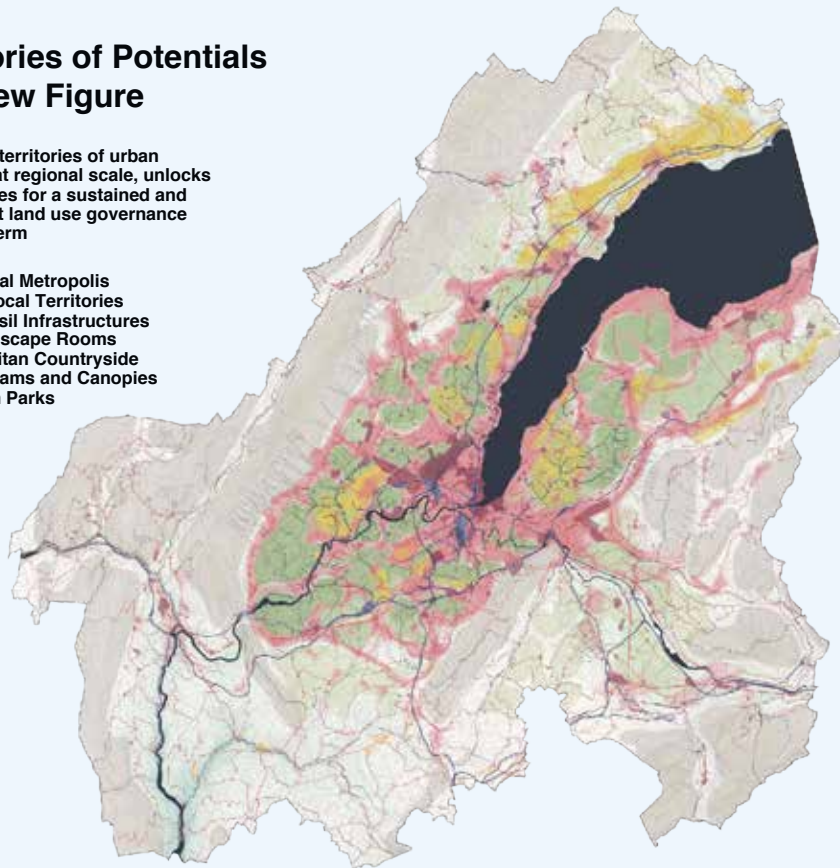 ories of Potentials
ew Figure
territories of urban
at regional scale, unlocks
es for a sustained and
t land use governance
erm
al Metropolis
ocal Territories
sil Infrastructures
scape Rooms
itan Countryside
ams and Canopies
n Parks